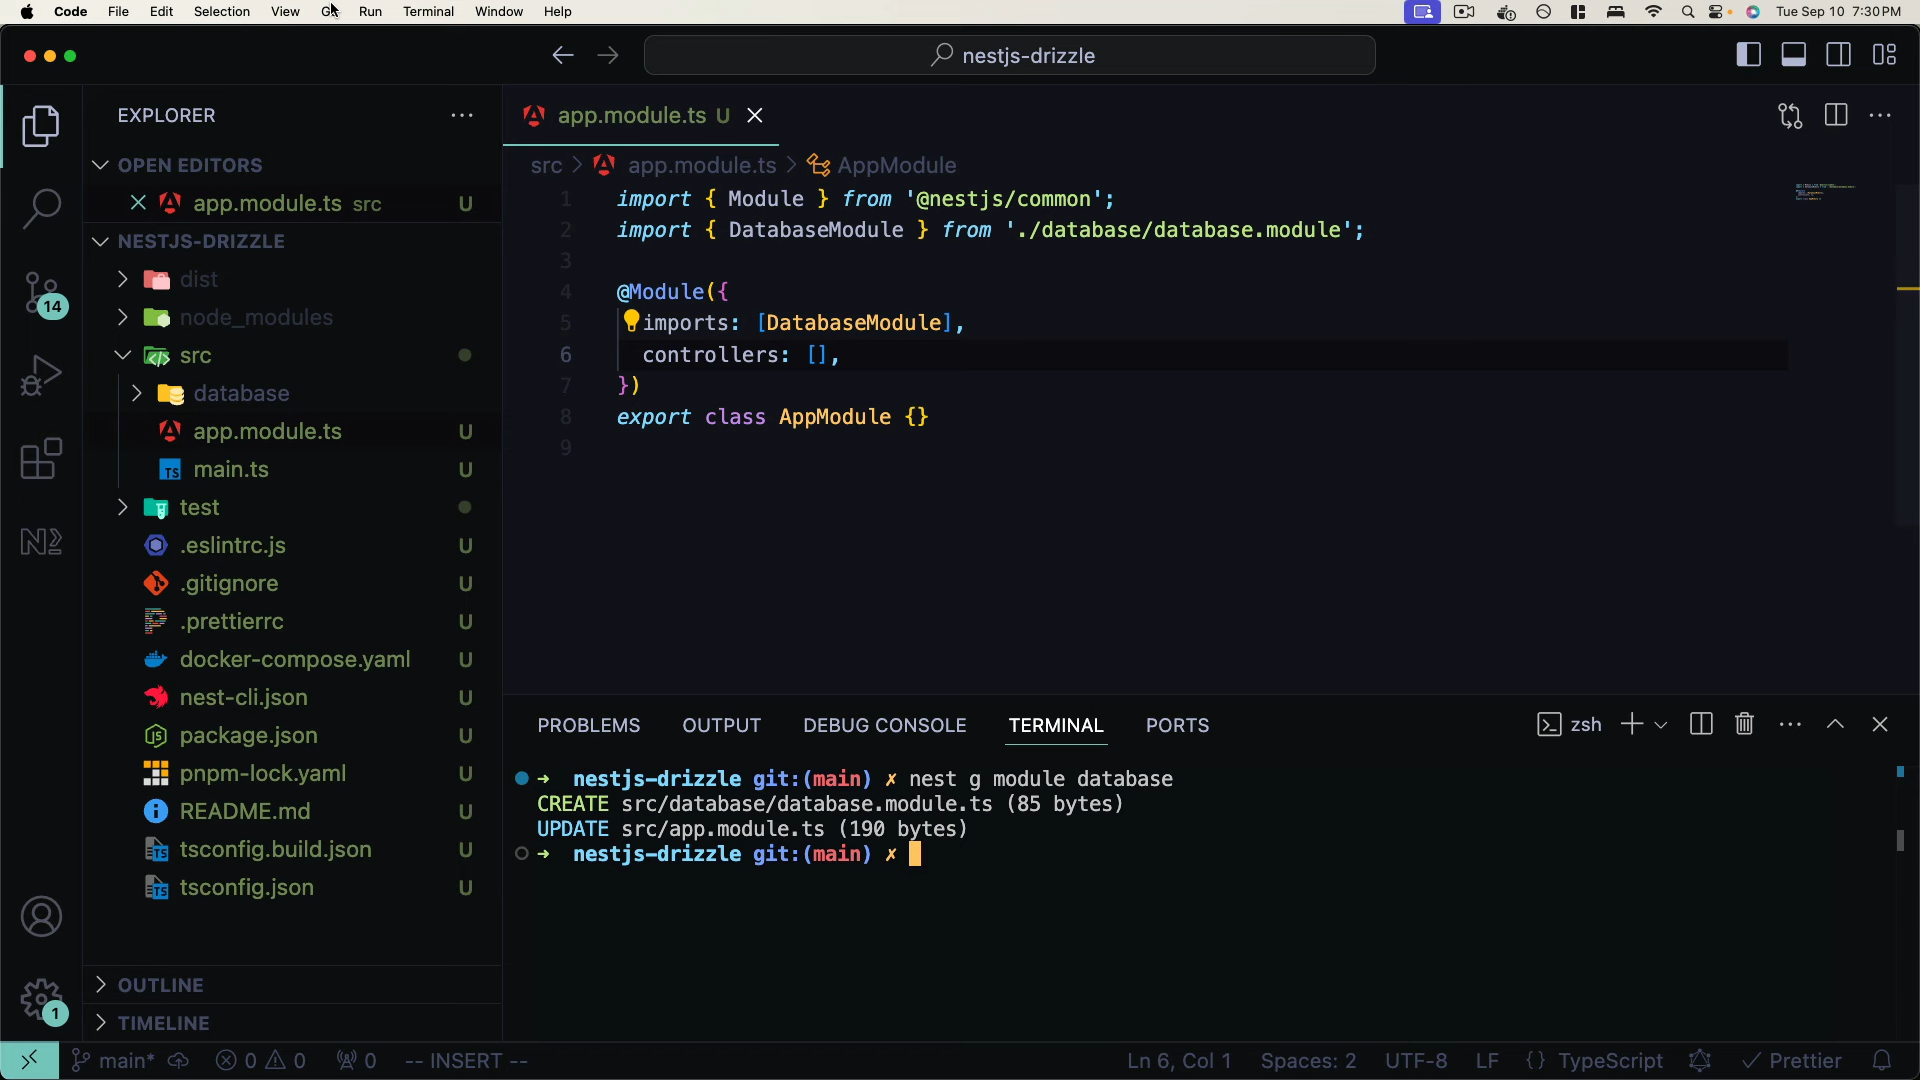 Code File Edit Selection View Run Terminal Window Help Tue Sep 10 7:30 PM
nestjs-drizzle
EXPLORER
OPEN EDITORS
app.module.ts src U
NESTJS-DRIZZLE
dist
node_modules
src
database
app.module.ts U
main.ts U
test
.eslintrc.js U
.gitignore U
.prettierrc U
docker-compose.yaml U
nest-cli.json U
package.json U
pnpm-lock.yaml U
README.md U
tsconfig.build.json U
tsconfig.json U
OUTLINE
TIMELINE
14
1
app.module.ts U
src > app.module.ts > AppModule
1 import { Module } from '@nestjs/common';
2 import { DatabaseModule } from './database/database.module';
3
4 @Module({
5 imports: [DatabaseModule],
6 controllers: [],
7 })
8 export class AppModule {}
9
PROBLEMS OUTPUT DEBUG CONSOLE TERMINAL PORTS zsh
➜ nestjs-drizzle git:(main) ✗ nest g module database
CREATE src/database/database.module.ts (85 bytes)
UPDATE src/app.module.ts (190 bytes)
➜ nestjs-drizzle git:(main) ✗
main* 0 0 0 -- INSERT -- Ln 6, Col 1 Spaces: 2 UTF-8 LF {} TypeScript Prettier